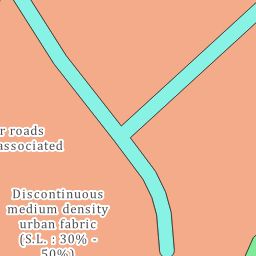 r roads
associated
Discontinuous
medium density
urban fabric
(S.L. : 30% -
50%)